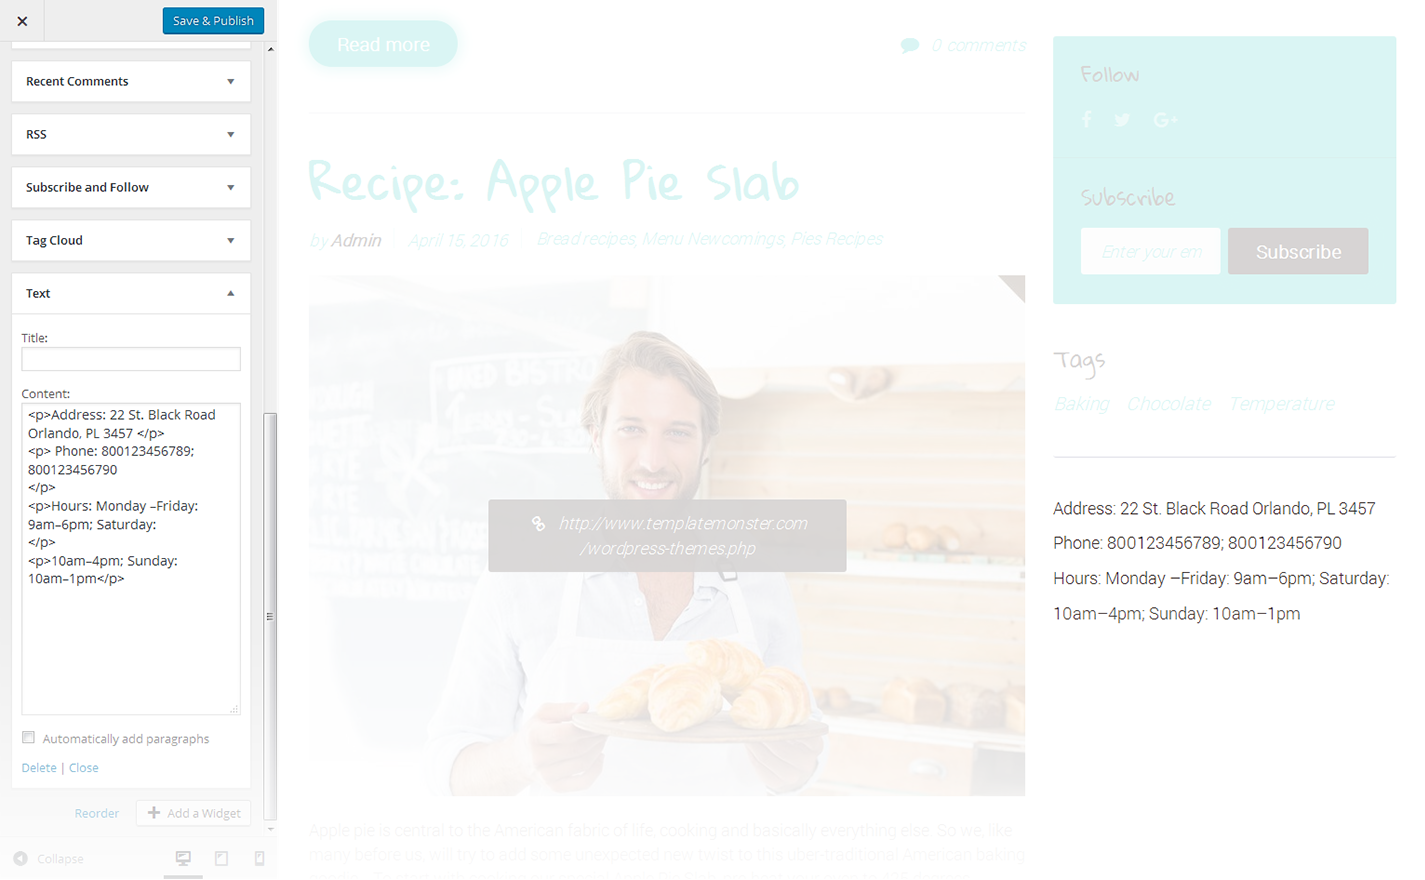 Save & Publish
Recent Comments
RSS
Subscribe and Follow
Tag Cloud
Text
Title:
Content:
<p>Address: 22 St. Black Road
Orlando, PL 3457 </p>
<p> Phone: 800123456789;
800123456790
</p>
<p>Hours: Monday –Friday:
9am–6pm; Saturday:
</p>
<p>10am–4pm; Sunday:
10am–1pm</p>
Automatically add paragraphs
Delete | Close
Reorder
Add a Widget
Collapse
Read more
0 comments
Recipe: Apple Pie Slab
by Admin
April 15, 2016
Bread recipes, Menu Newcomings, Pies Recipes
http://www.templatemonster.com
/wordpress-themes.php
Apple pie is central to the American fabric of life, cooking and basically everything else. So we, like
many before us, will try to add some unexpected new twist to this uber-traditional American baking
Follow
Subscribe
Enter your em
Subscribe
Tags
Baking Chocolate Temperature
Address: 22 St. Black Road Orlando, PL 3457
Phone: 800123456789; 800123456790
Hours: Monday –Friday: 9am–6pm; Saturday:
10am–4pm; Sunday: 10am–1pm